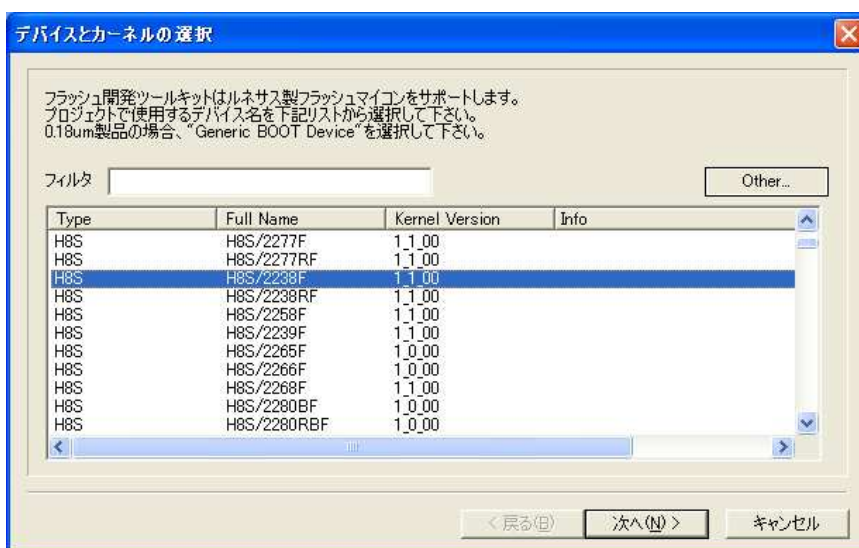 デバイスとカーネルの選択
フラッシュ開発ツールキットはルネサス製フラッシュマイコンをサポートします。
プロジェクトで使用するデバイス名を下記リストから選択して下さい。
0.18um製品の場合、"Generic BOOT Device"を選択して下さい。
フィルタ
Other...
Type Full Name Kernel Version Info
H8S H8S/2277F 1_1_00
H8S H8S/2277RF 1_1_00
H8S H8S/2238F 1_1_00
H8S H8S/2238RF 1_1_00
H8S H8S/2258F 1_1_00
H8S H8S/2239F 1_1_00
H8S H8S/2265F 1_0_00
H8S H8S/2266F 1_0_00
H8S H8S/2268F 1_1_00
H8S H8S/2280BF 1_0_00
H8S H8S/2280RBF 1_0_00
< 戻る(B) 次へ(N) > キャンセル